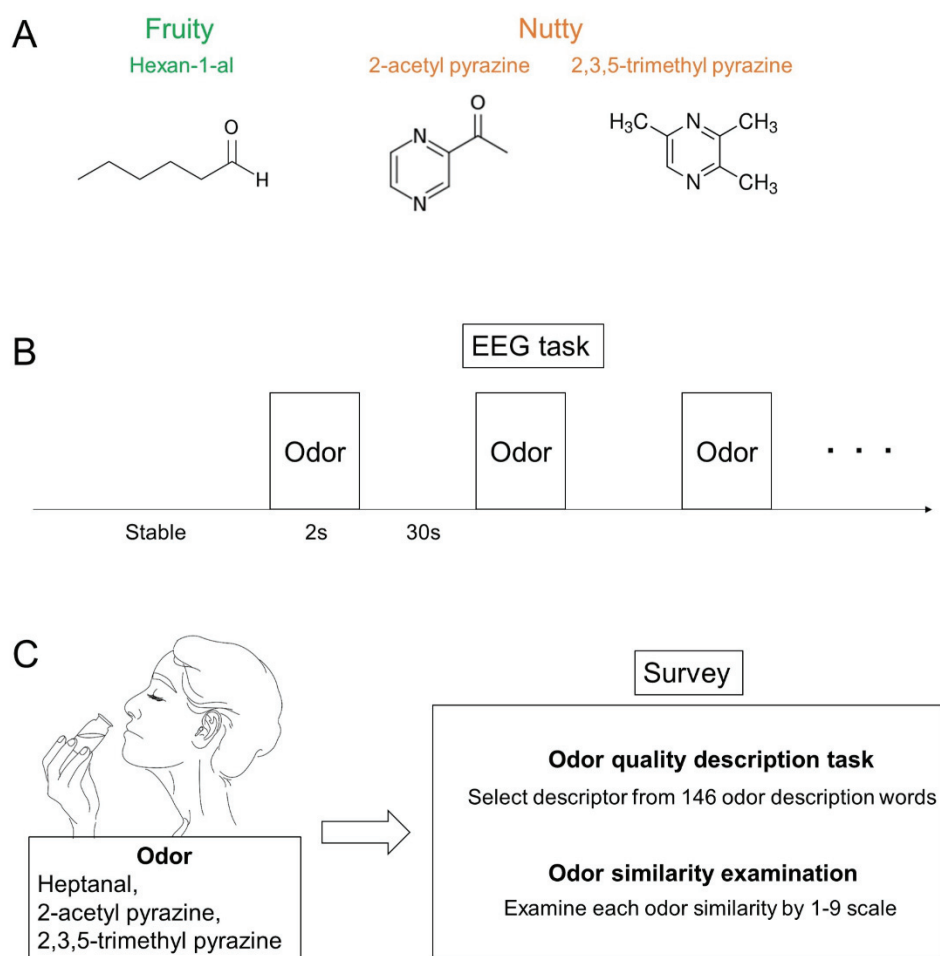 A
Fruity
Nutty
Hexan-1-al
2-acetyl pyrazine
2,3,5-trimethyl pyrazine
O
H
N
N
O
H₃C
N
CH₃
N
CH₃
B
EEG task
Odor
Odor
Odor
. . .
Stable
2s
30s
C
Survey
Odor quality description task
Select descriptor from 146 odor description words
Odor similarity examination
Examine each odor similarity by 1-9 scale
Odor
Heptanal,
2-acetyl pyrazine,
2,3,5-trimethyl pyrazine